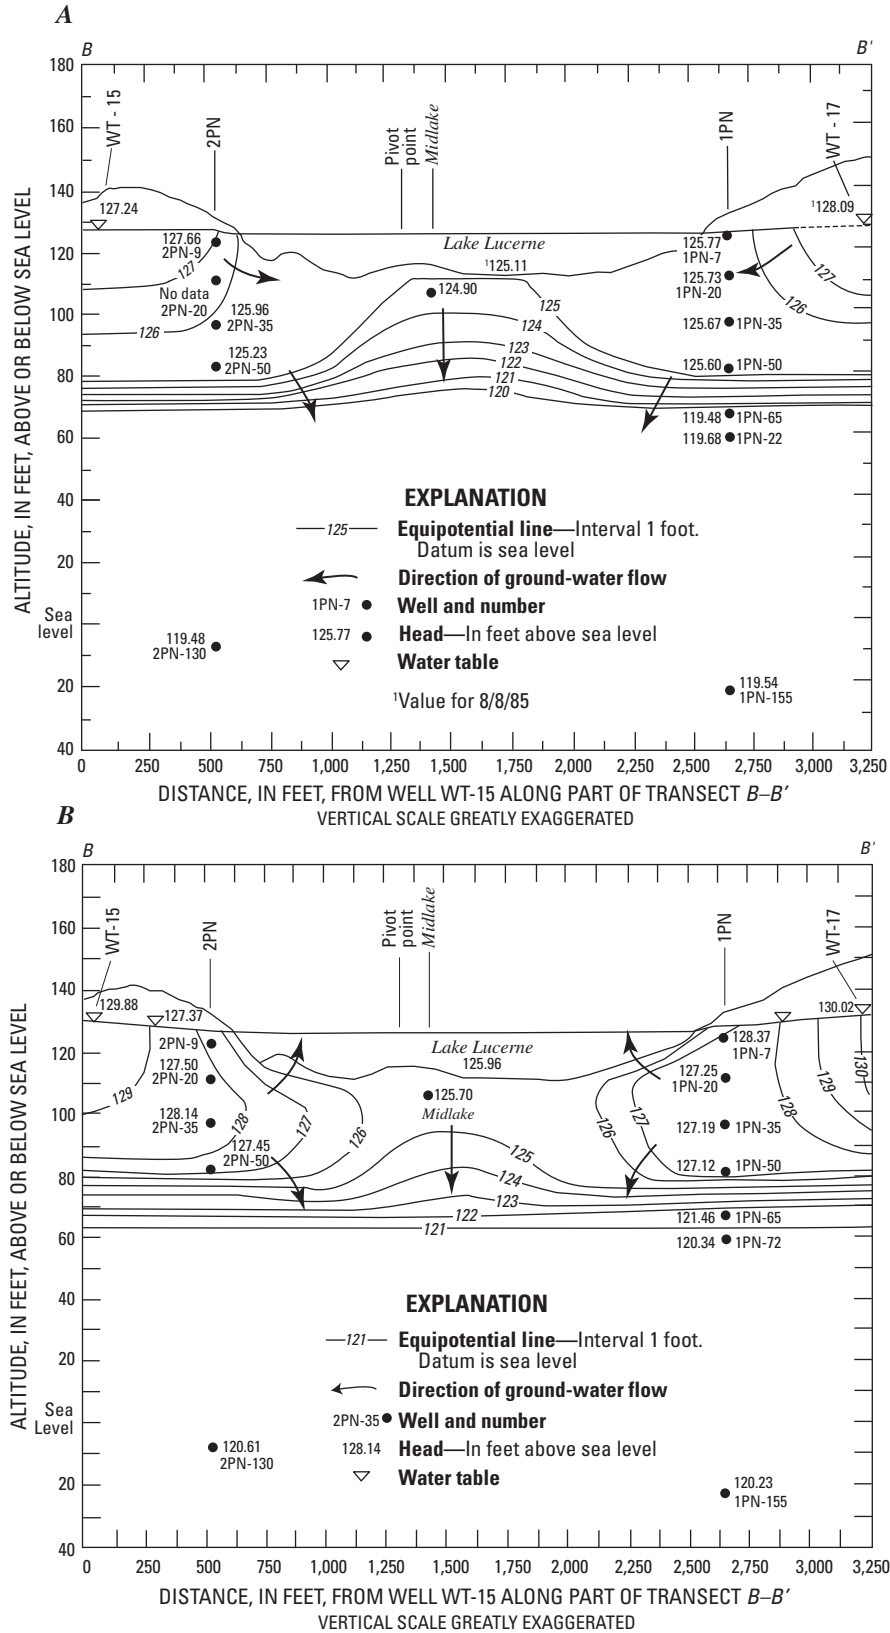 A
B
B'
WT - 15
2PN
Pivot
point
Midlake
1PN
WT - 17
180
160
140
120
100
80
60
40
20
Sea
level
20
40
ALTITUDE, IN FEET, ABOVE OR BELOW SEA LEVEL
127.24
127.66
2PN-9
127
No data
2PN-20
125.96
2PN-35
126
125.23
2PN-50
Lake Lucerne
¹125.11
124.90
125
124
123
122
121
120
¹128.09
125.77
1PN-7
125.73
1PN-20
127
126
125.67 1PN-35
125.60 1PN-50
119.48 1PN-65
119.68 1PN-22
EXPLANATION
125 Equipotential line—Interval 1 foot.
Datum is sea level
Direction of ground-water flow
1PN-7 Well and number
125.77 Head—In feet above sea level
Water table
¹Value for 8/8/85
119.48
2PN-130
119.54
1PN-155
0 250 500 750 1,000 1,250 1,500 1,750 2,000 2,250 2,500 2,750 3,000 3,250
DISTANCE, IN FEET, FROM WELL WT-15 ALONG PART OF TRANSECT B–B′
VERTICAL SCALE GREATLY EXAGGERATED
B
B
B'
WT-15
2PN
Pivot
point
Midlake
1PN
WT-17
180
160
140
120
100
80
60
40
20
Sea
Level
20
40
ALTITUDE, IN FEET, ABOVE OR BELOW SEA LEVEL
129.88
127.37
2PN-9
127.50
2PN-20
129
128.14
2PN-35
128
127.45
2PN-50
127
126
Lake Lucerne
125.96
125.70
Midlake
125
124
123
122
121
130.02
128.37
1PN-7
127.25
1PN-20
130
129
128
127
126
127.19 1PN-35
127.12 1PN-50
121.46 1PN-65
120.34 1PN-72
EXPLANATION
121 Equipotential line—Interval 1 foot.
Datum is sea level
Direction of ground-water flow
2PN-35 Well and number
128.14 Head—In feet above sea level
Water table
120.61
2PN-130
120.23
1PN-155
0 250 500 750 1,000 1,250 1,500 1,750 2,000 2,250 2,500 2,750 3,000 3,250
DISTANCE, IN FEET, FROM WELL WT-15 ALONG PART OF TRANSECT B–B′
VERTICAL SCALE GREATLY EXAGGERATED